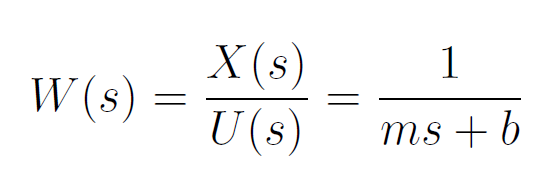 W(s) = X(s)/U(s) = 1/(ms + b)